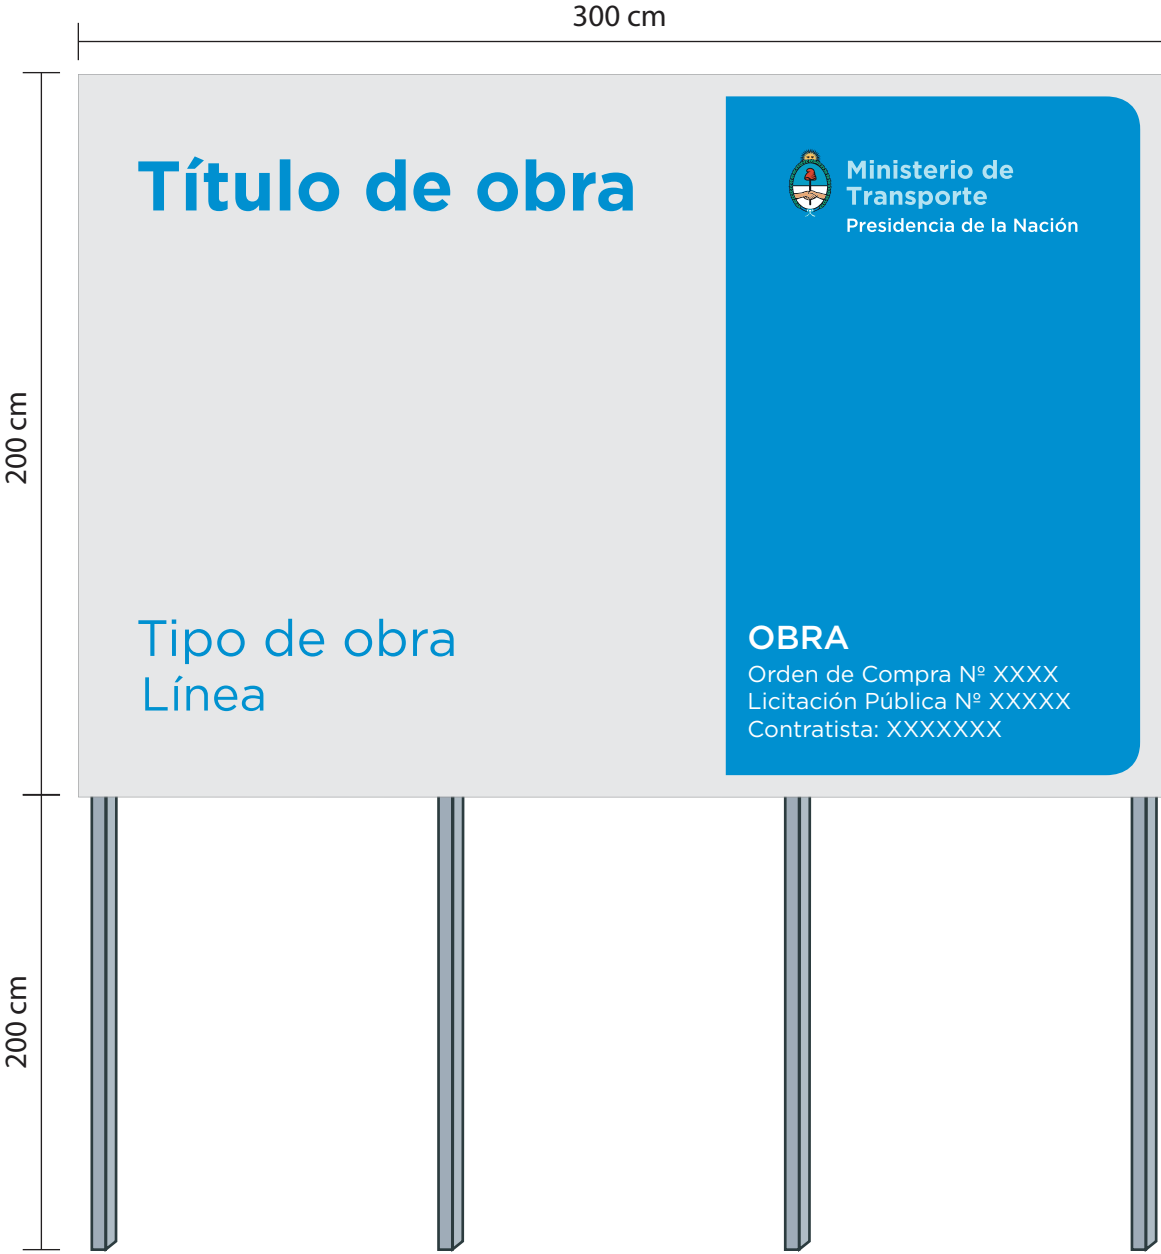 300 cm
200 cm
Título de obra
Ministerio de
Transporte
Presidencia de la Nación
Tipo de obra
Línea
OBRA
Orden de Compra Nº XXXX
Licitación Pública Nº XXXXX
Contratista: XXXXXXX
200 cm